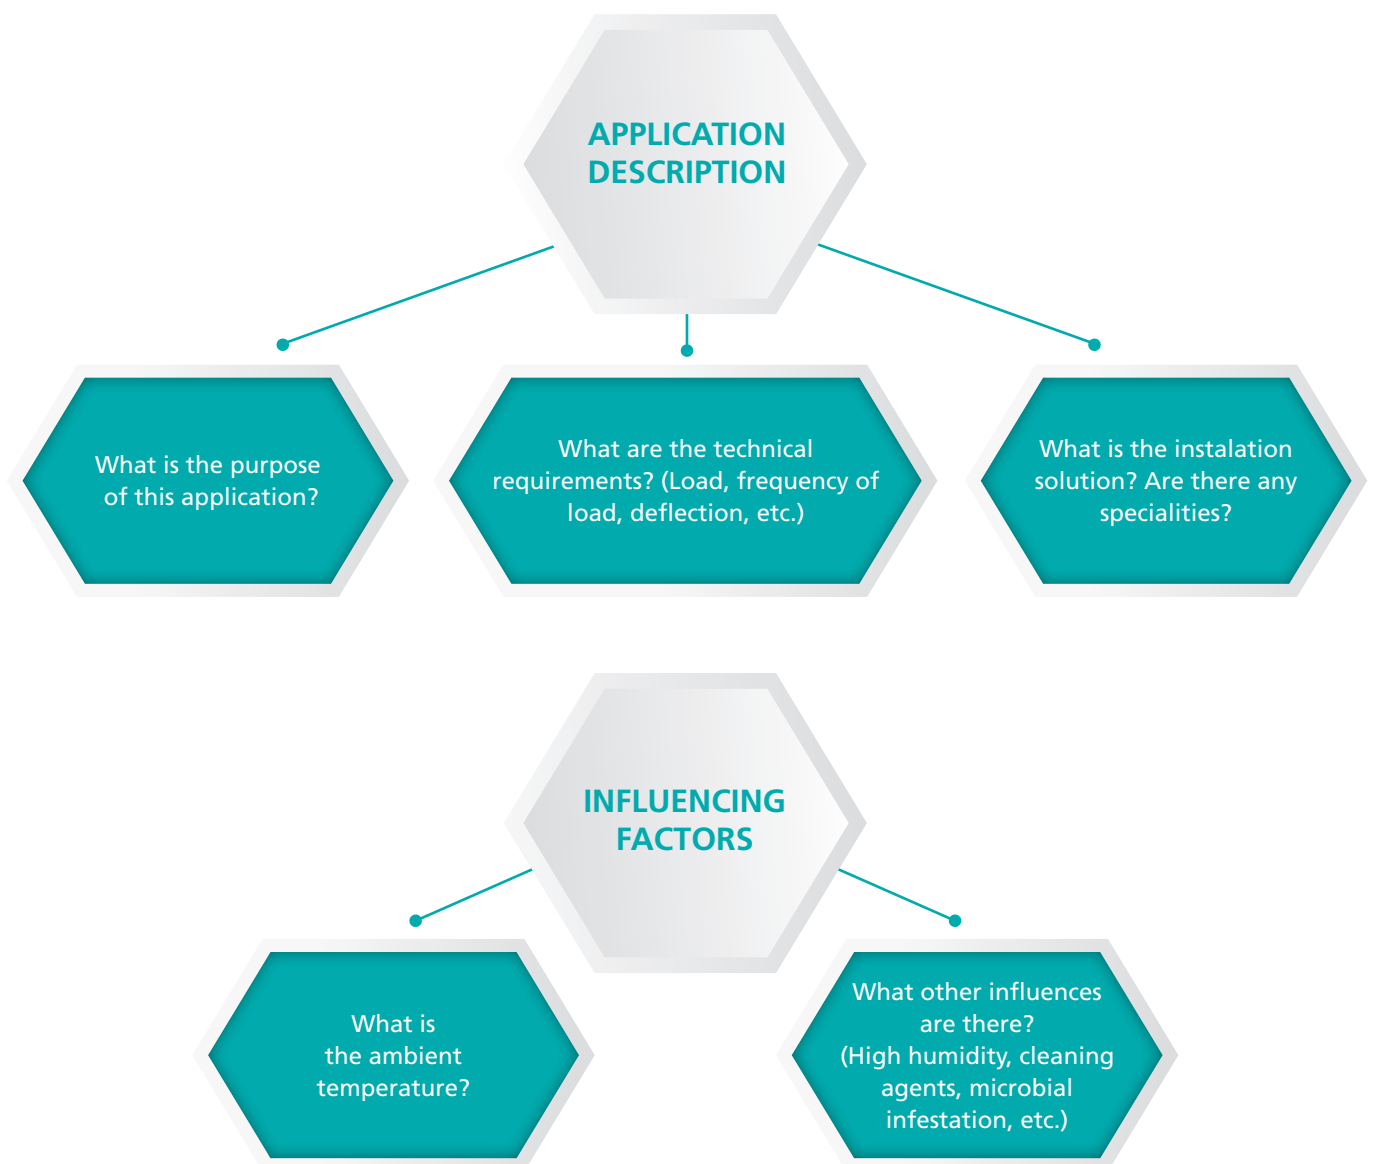 APPLICATION
DESCRIPTION
What is the purpose
of this application?
What are the technical
requirements? (Load, frequency of
load, deflection, etc.)
What is the instalation
solution? Are there any
specialities?
INFLUENCING
FACTORS
What is
the ambient
temperature?
What other influences
are there?
(High humidity, cleaning
agents, microbial
infestation, etc.)